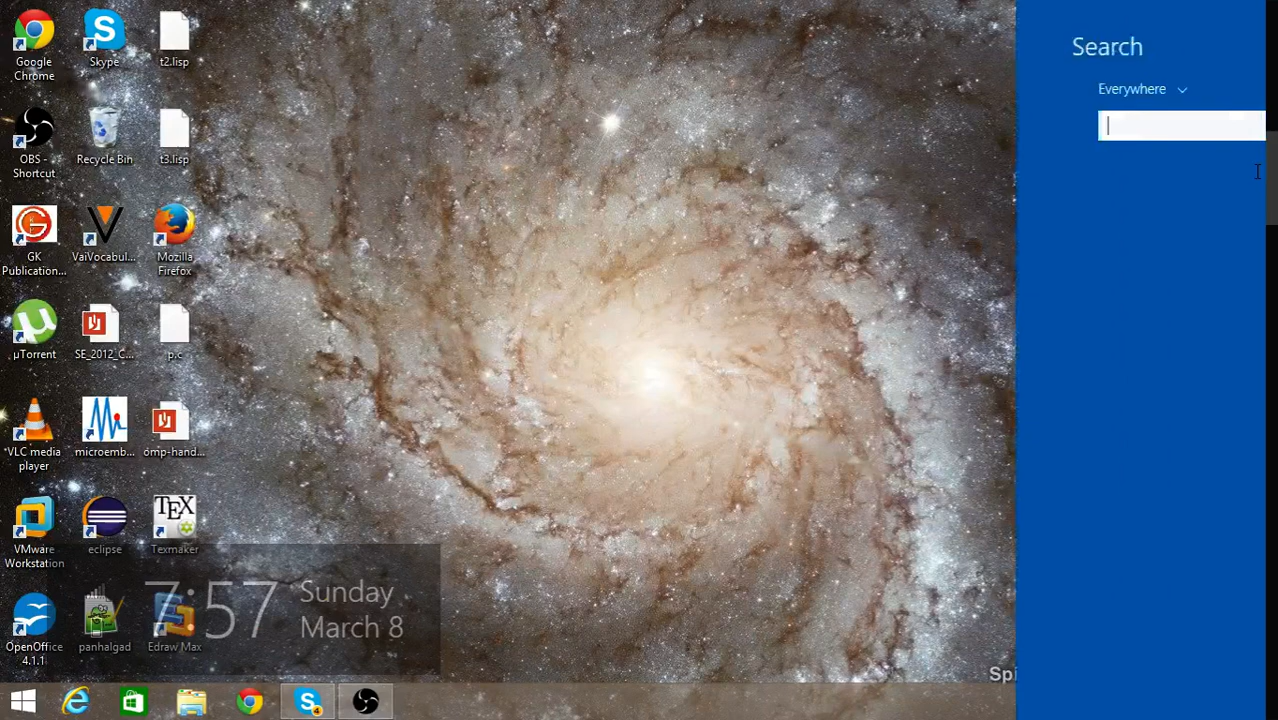 Google
Chrome
Skype
t2.lisp
OBS -
Shortcut
Recycle Bin
t3.lisp
GK
Publication...
VaiVocabul...
Mozilla
Firefox
µTorrent
SE_2012_C...
p.c
VLC media
player
microemb...
omp-hand...
VMware
Workstation
eclipse
TEX
Texmaker
OpenOffice
4.1.1
panhalgad
Edraw Max
7:57
Sunday
March 8
Search
Everywhere
Spi
4